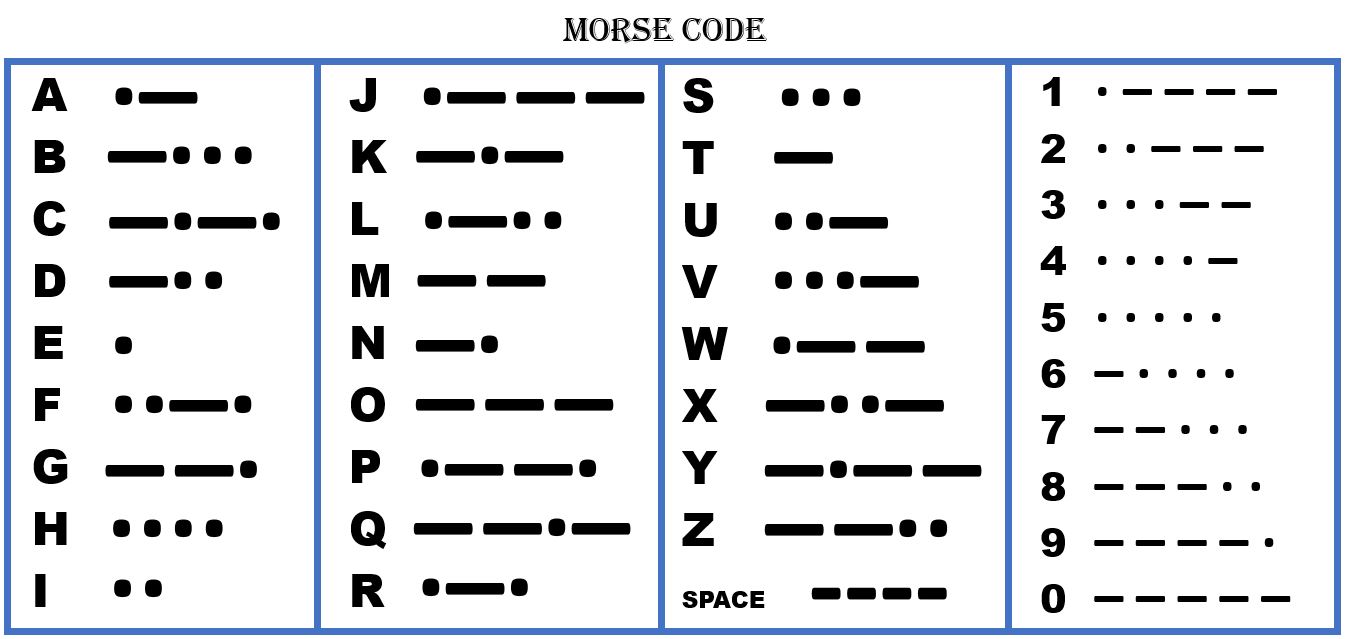 MORSE CODE
A •—
B —•••
C —•—•
D —••
E •
F ••—•
G ——•
H ••••
I ••
J •———
K —•—
L •—••
M ——
N —•
O ———
P •——•
Q ——•—
R •—•
S •••
T —
U ••—
V •••—
W •——
X —••—
Y —•——
Z ——••
SPACE ————
1 •————
2 ••———
3 •••——
4 ••••—
5 •••••
6 —••••
7 ——•••
8 ———••
9 ————•
0 —————